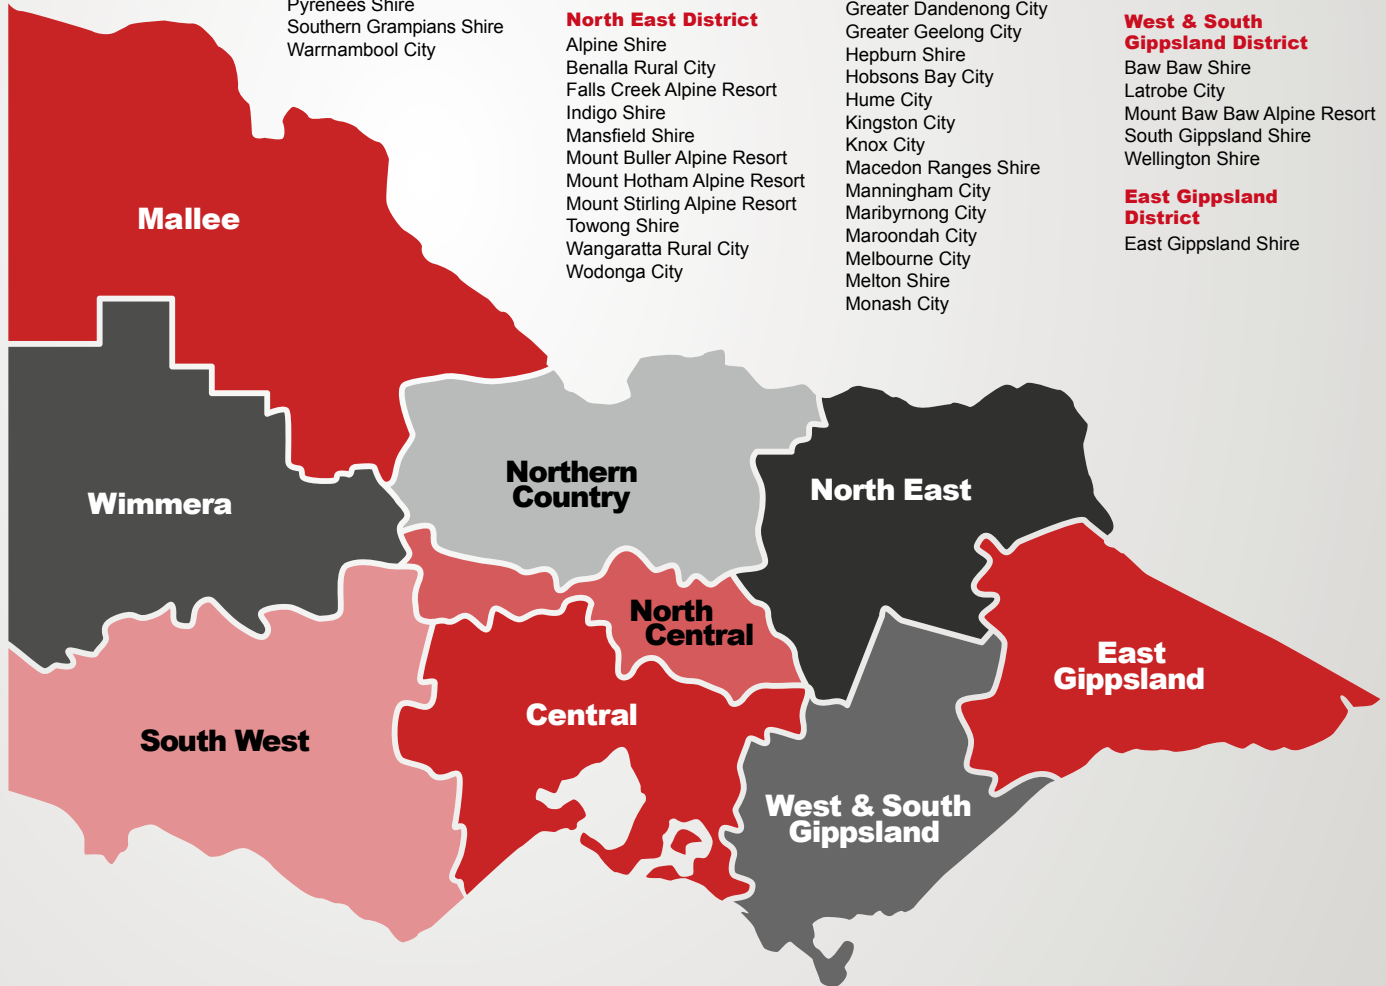 Pyrenees Shire
Southern Grampians Shire
Warrnambool City
North East District
Alpine Shire
Benalla Rural City
Falls Creek Alpine Resort
Indigo Shire
Mansfield Shire
Mount Buller Alpine Resort
Mount Hotham Alpine Resort
Mount Stirling Alpine Resort
Towong Shire
Wangaratta Rural City
Wodonga City
Greater Dandenong City
Greater Geelong City
Hepburn Shire
Hobsons Bay City
Hume City
Kingston City
Knox City
Macedon Ranges Shire
Manningham City
Maribyrnong City
Maroondah City
Melbourne City
Melton Shire
Monash City
West & South
Gippsland District
Baw Baw Shire
Latrobe City
Mount Baw Baw Alpine Resort
South Gippsland Shire
Wellington Shire
East Gippsland
District
East Gippsland Shire
Mallee
Wimmera
Northern
Country
North East
North
Central
East
Gippsland
Central
South West
West & South
Gippsland